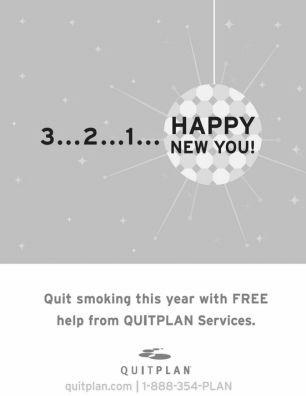 3...2...1... HAPPY
NEW YOU!
Quit smoking this year with FREE
help from QUITPLAN Services.
QUITPLAN
quitplan.com | 1-888-354-PLAN